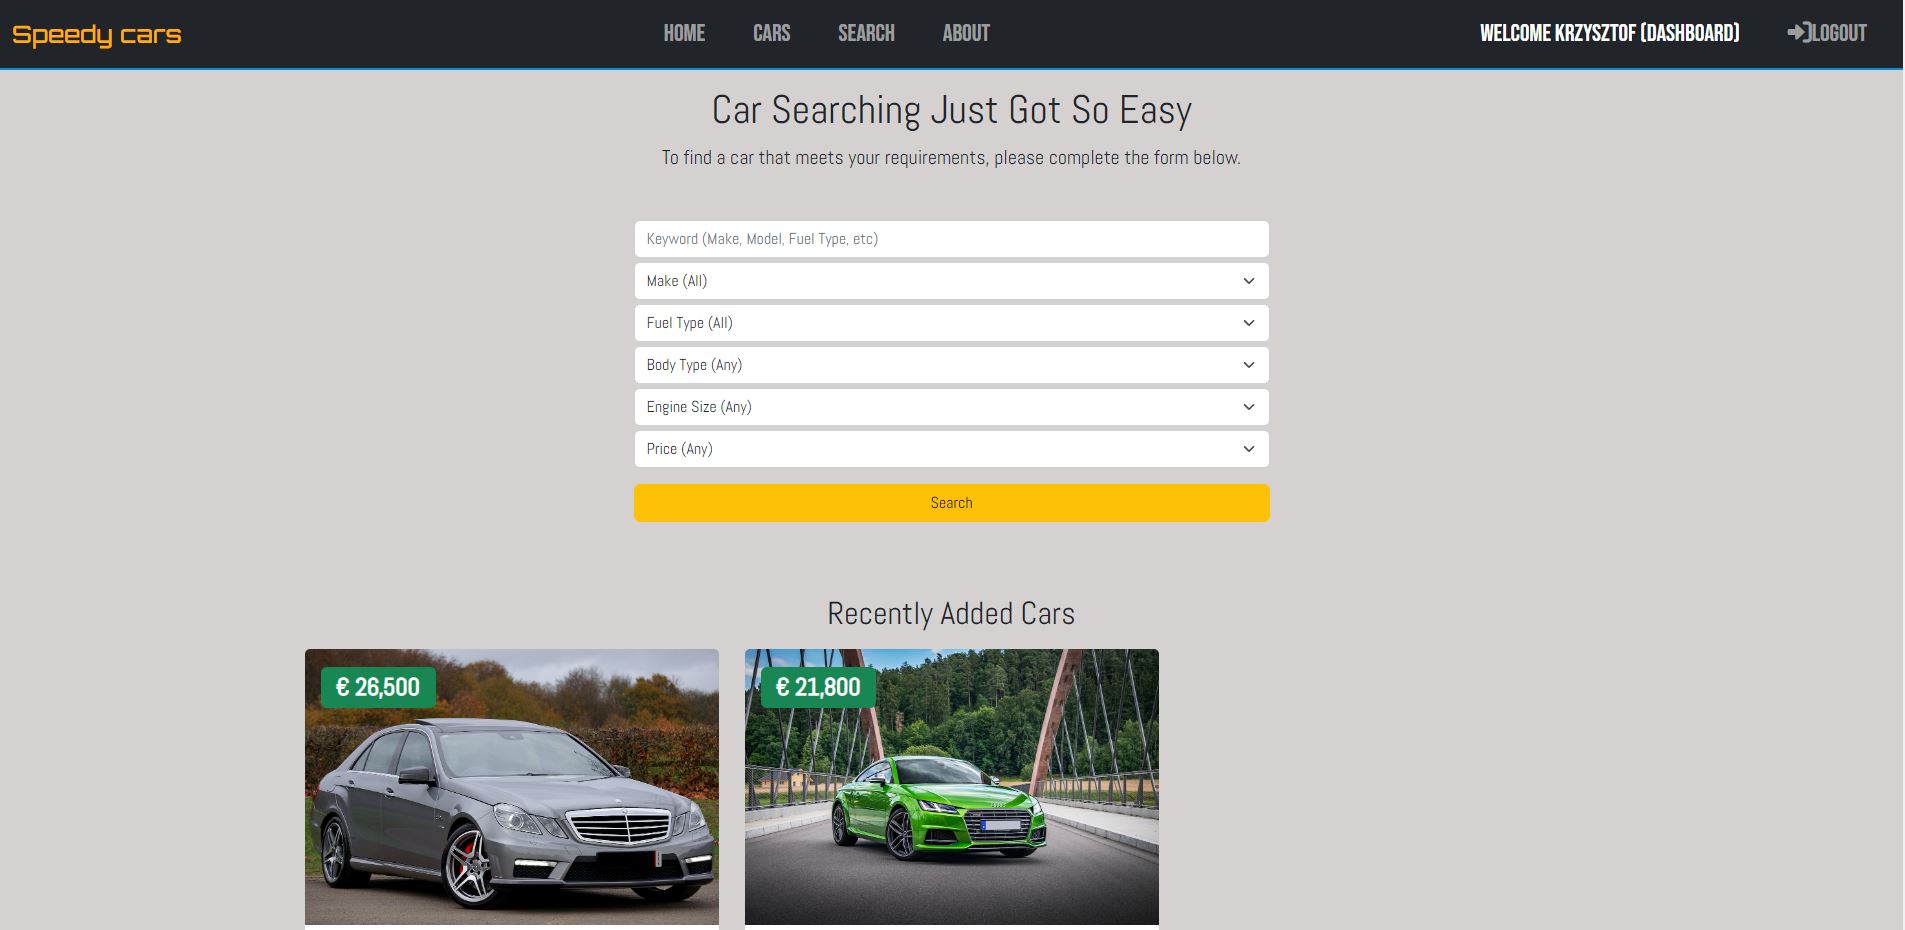 Speedy cars
HOME
CARS
SEARCH
ABOUT
WELCOME KRZYSZTOF (DASHBOARD)
LOGOUT
Car Searching Just Got So Easy
To find a car that meets your requirements, please complete the form below.
Keyword (Make, Model, Fuel Type, etc)
Make (All)
Fuel Type (All)
Body Type (Any)
Engine Size (Any)
Price (Any)
Search
Recently Added Cars
€ 26,500
€ 21,800